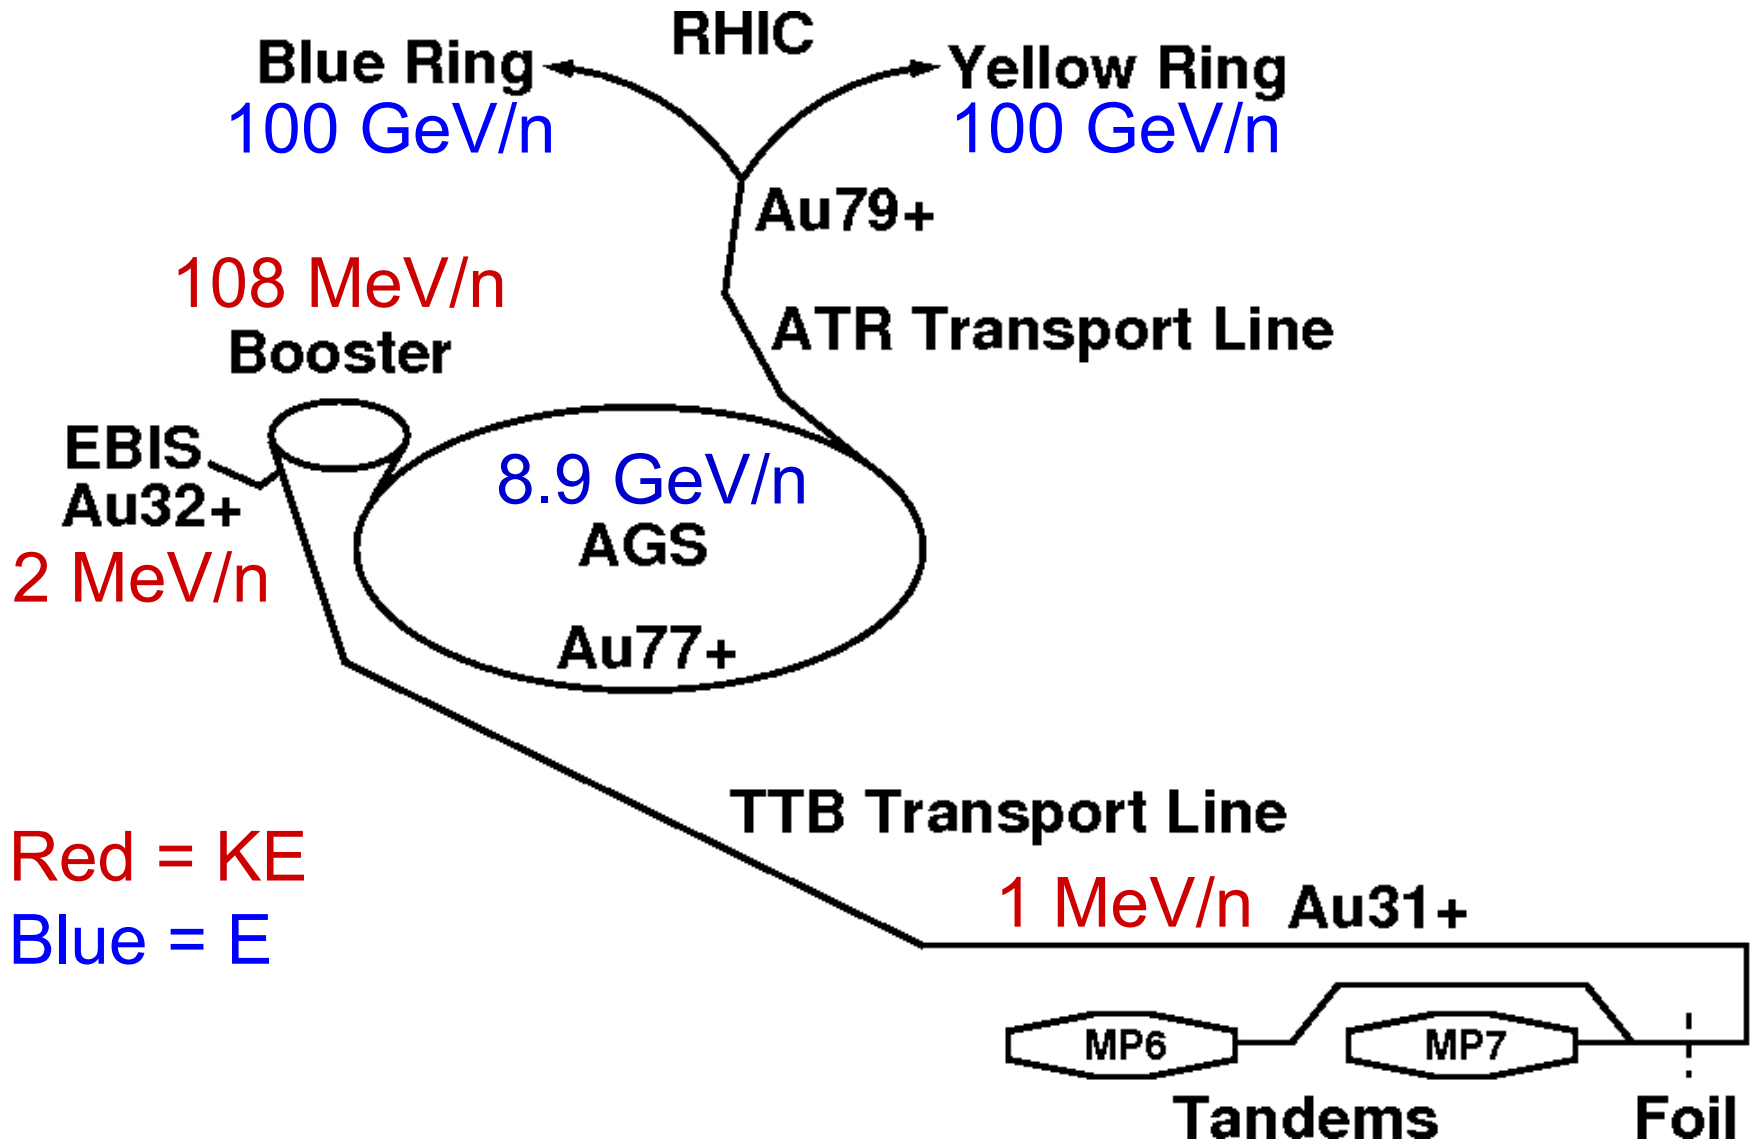 RHIC
Blue Ring
Yellow Ring
100 GeV/n
100 GeV/n
Au79+
108 MeV/n
Booster
ATR Transport Line
EBIS
Au32+
2 MeV/n
8.9 GeV/n
AGS
Au77+
TTB Transport Line
Red = KE
Blue = E
1 MeV/n
Au31+
MP6
MP7
Tandems
Foil